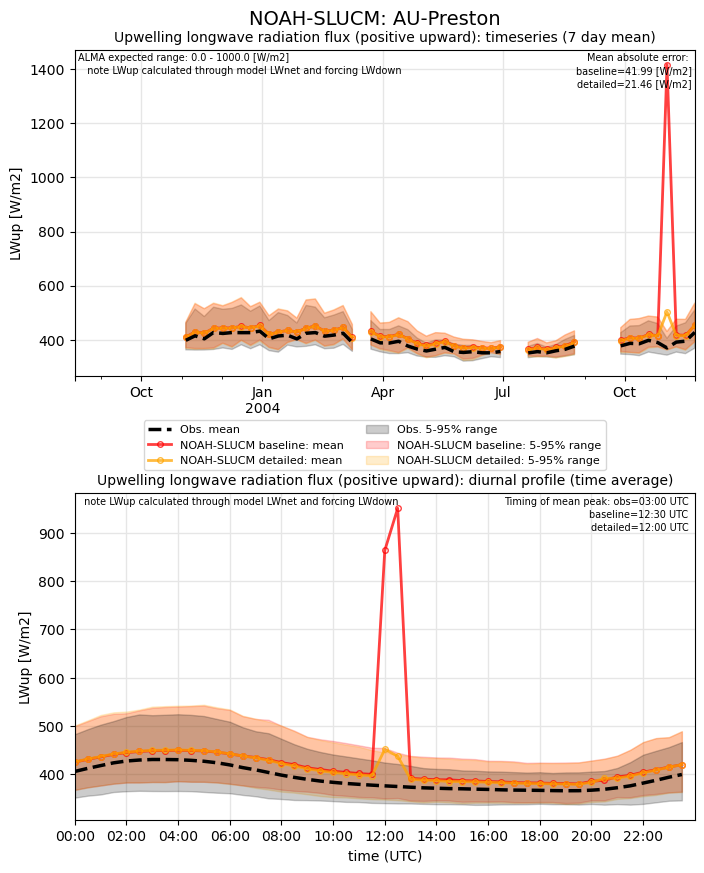 NOAH-SLUCM: AU-Preston
Upwelling longwave radiation flux (positive upward): timeseries (7 day mean)
ALMA expected range: 0.0 - 1000.0 [W/m2]
note LWup calculated through model LWnet and forcing LWdown
Mean absolute error:
baseline=41.99 [W/m2]
detailed=21.46 [W/m2]
LWup [W/m2]
1400
1200
1000
800
600
400
Oct Jan Apr Jul Oct
2004
Obs. mean
NOAH-SLUCM baseline: mean
NOAH-SLUCM detailed: mean
Obs. 5-95% range
NOAH-SLUCM baseline: 5-95% range
NOAH-SLUCM detailed: 5-95% range
Upwelling longwave radiation flux (positive upward): diurnal profile (time average)
note LWup calculated through model LWnet and forcing LWdown
Timing of mean peak: obs=03:00 UTC
baseline=12:30 UTC
detailed=12:00 UTC
LWup [W/m2]
900
800
700
600
500
400
00:00 02:00 04:00 06:00 08:00 10:00 12:00 14:00 16:00 18:00 20:00 22:00
time (UTC)